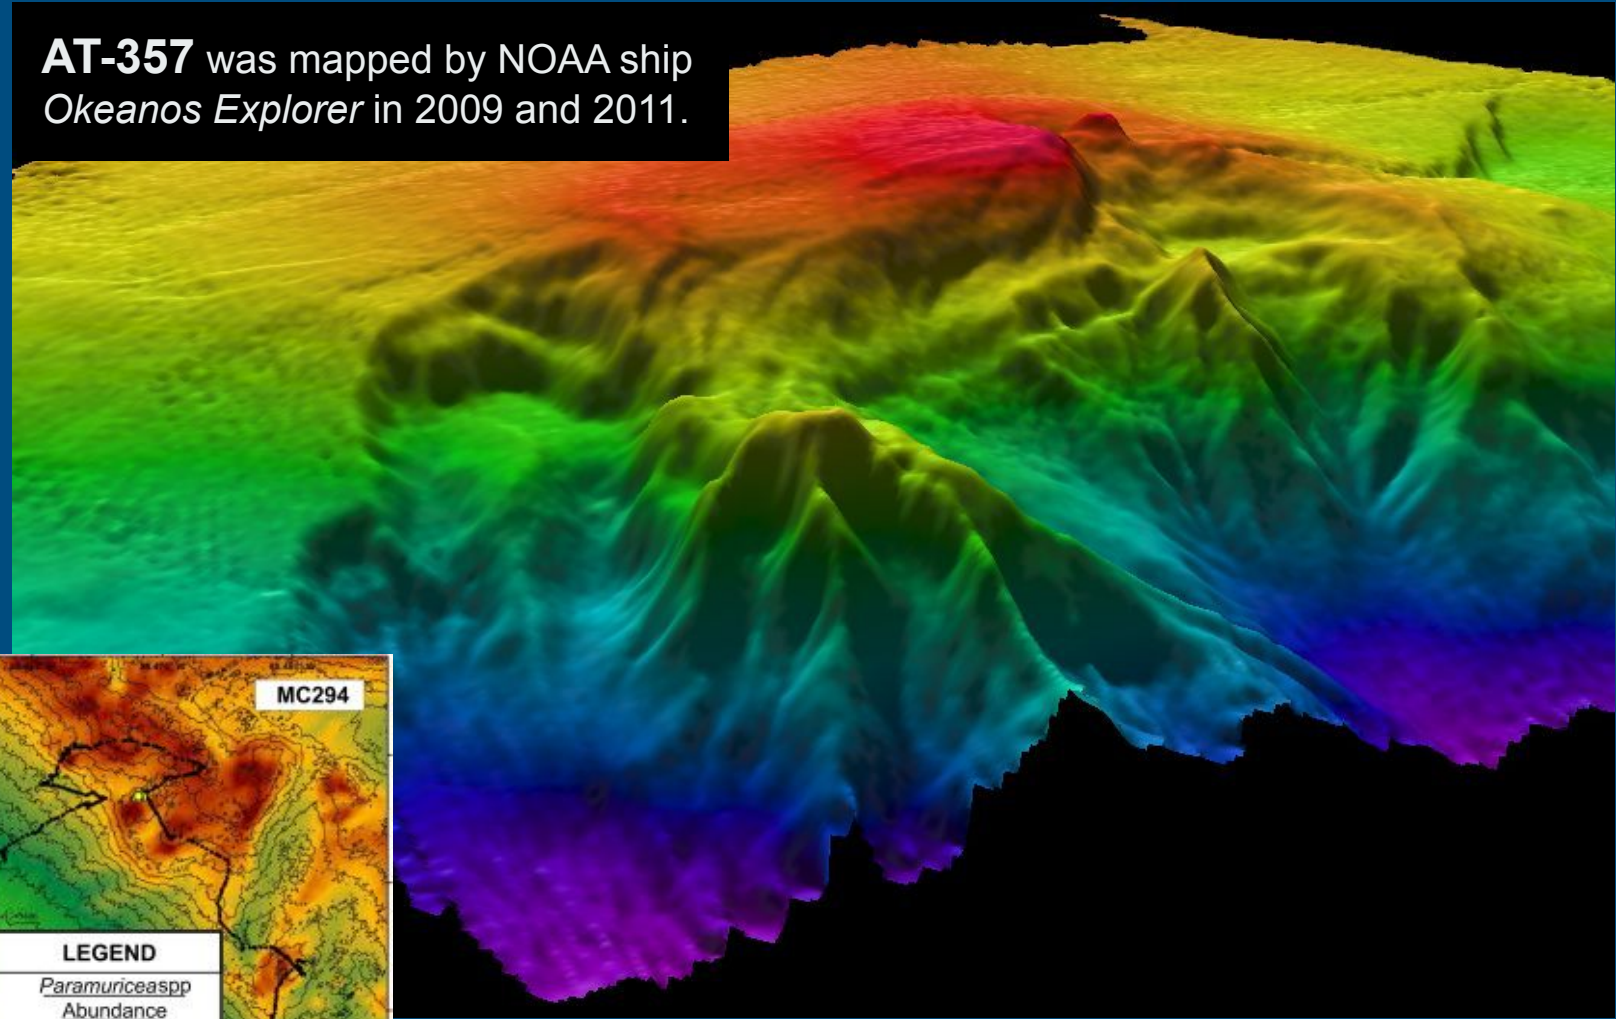 AT-357 was mapped by NOAA ship
Okeanos Explorer in 2009 and 2011.
MC294
LEGEND
Paramuriceaspp
Abundance